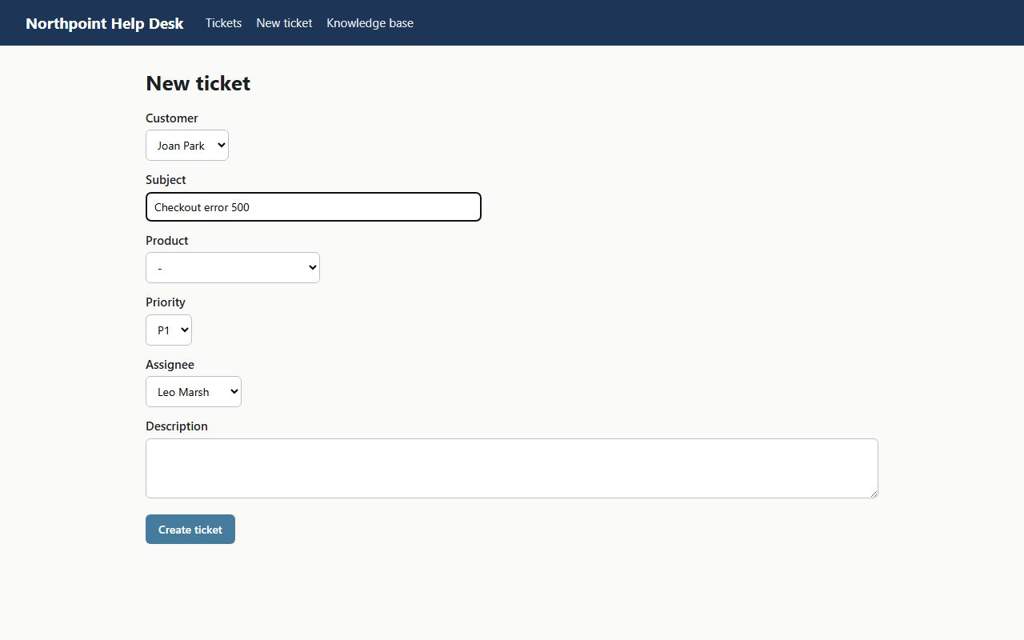 Northpoint Help Desk Tickets New ticket Knowledge base
New ticket
Customer
Joan Park
Subject
Checkout error 500
Product
-
Priority
P1
Assignee
Leo Marsh
Description
Create ticket